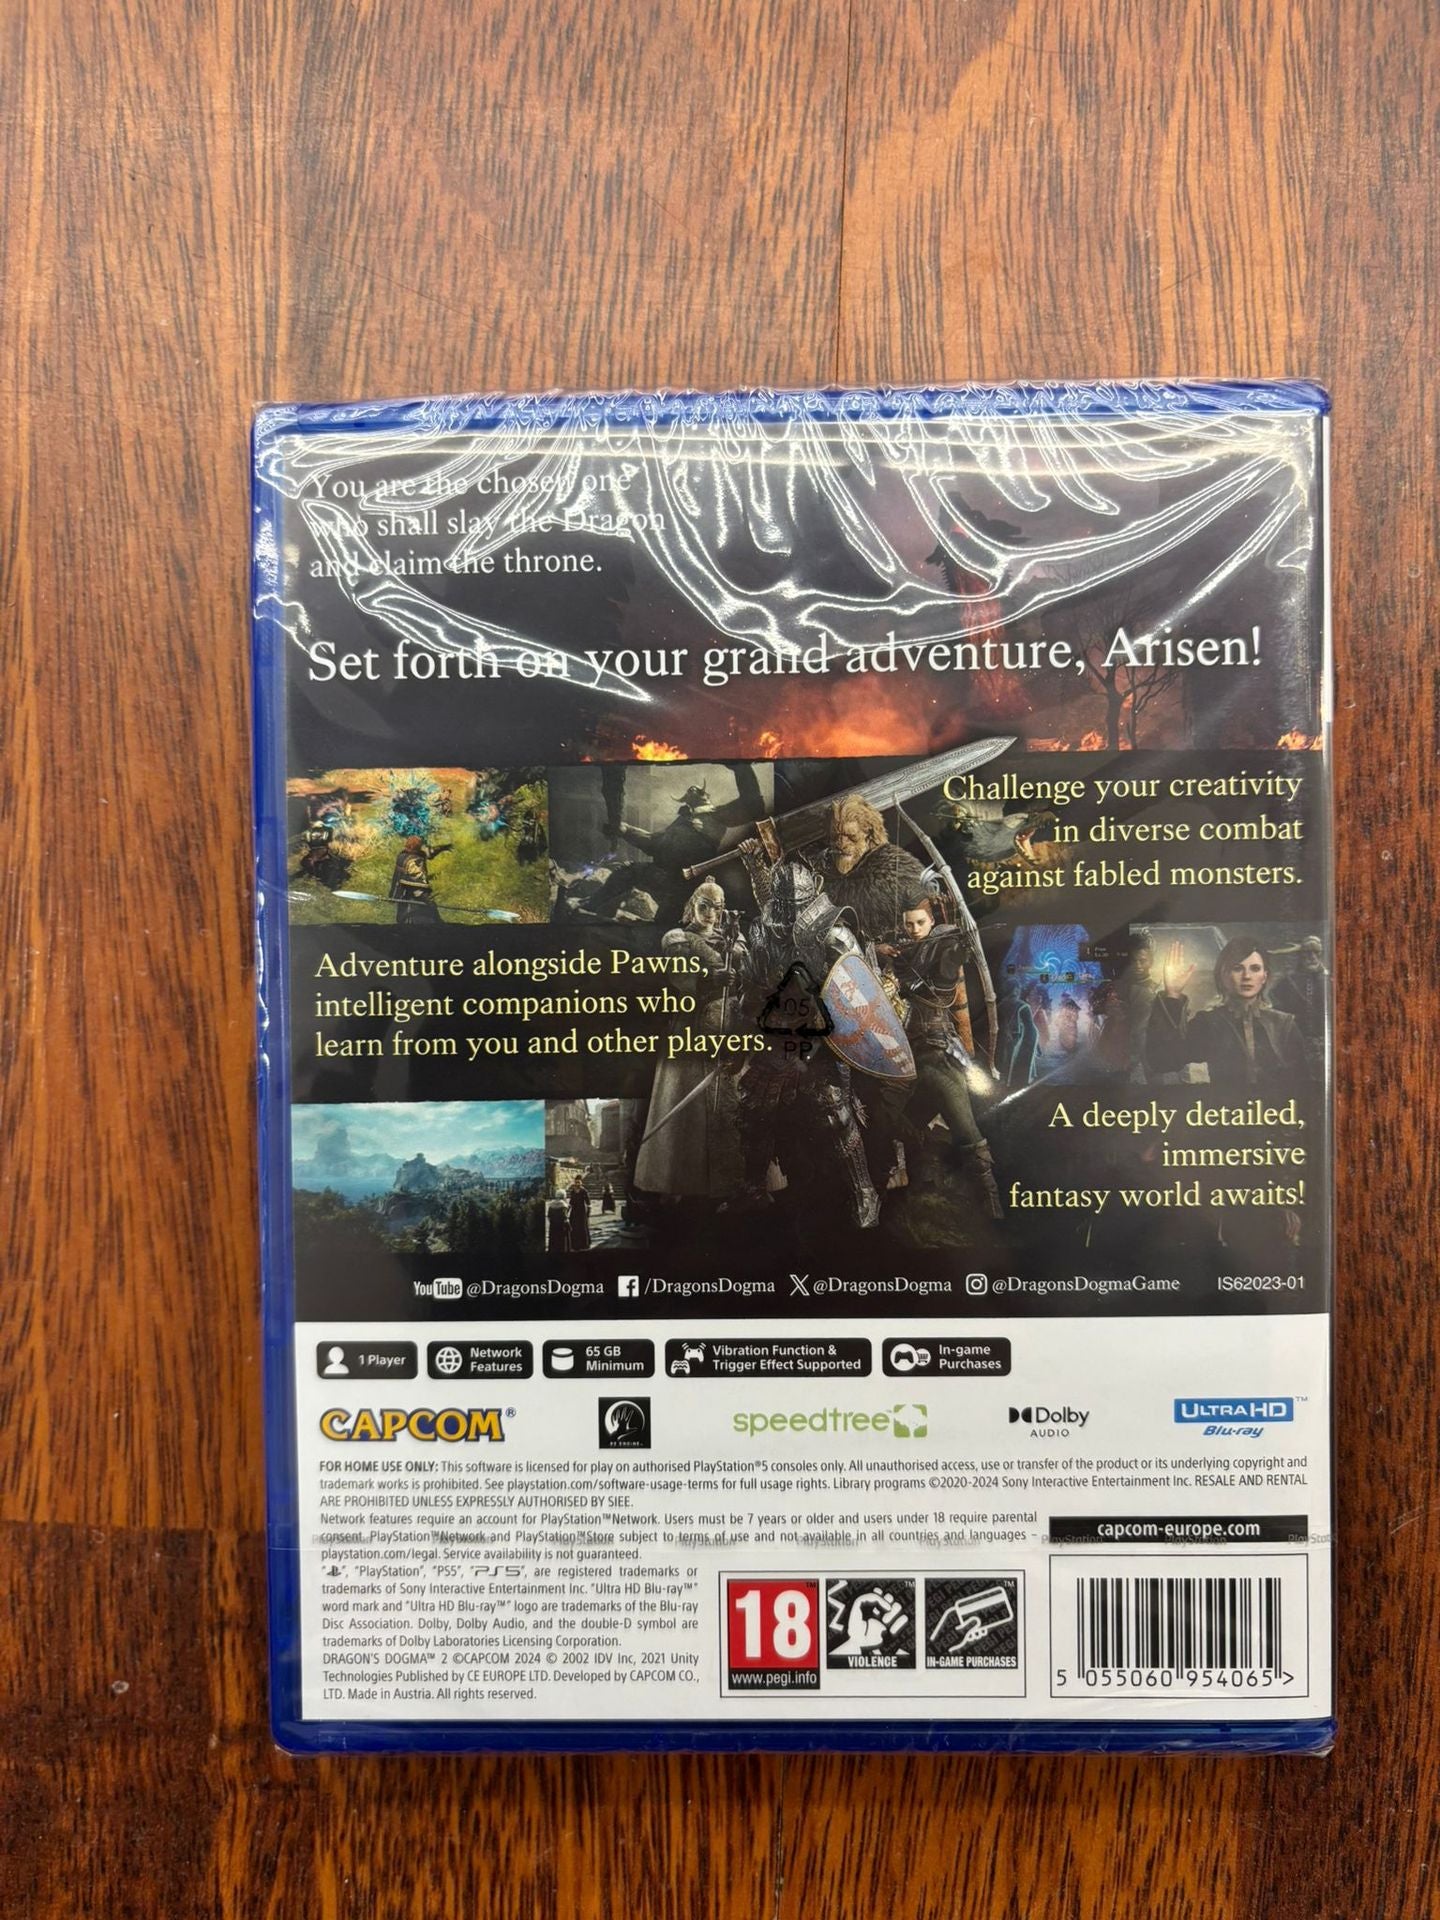 You are the chosen one
who shall slay the Dragon
and claim the throne.
Set forth on your grand adventure, Arisen!
Challenge your creativity
in diverse combat
against fabled monsters.
Adventure alongside Pawns,
intelligent companions who
learn from you and other players.
05
PP
A deeply detailed,
immersive
fantasy world awaits!
YouTube @DragonsDogma /DragonsDogma X @DragonsDogma @DragonsDogmaGame IS62023-01
1 Player
Network
Features
65 GB
Minimum
Vibration Function &
Trigger Effect Supported
In-game
Purchases
CAPCOM®
RE ENGINE
speedtree
Dolby
AUDIO
ULTRA HD™
Blu-ray
FOR HOME USE ONLY: This software is licensed for play on authorised PlayStation®5 consoles only. All unauthorised access, use or transfer of the product or its underlying copyright and
trademark works is prohibited. See playstation.com/software-usage-terms for full usage rights. Library programs ©2020-2024 Sony Interactive Entertainment Inc. RESALE AND RENTAL
ARE PROHIBITED UNLESS EXPRESSLY AUTHORISED BY SIEE.
Network features require an account for PlayStation™Network. Users must be 7 years or older and users under 18 require parental
consent. PlayStation™Network and PlayStation™Store subject to terms of use and not available in all countries and languages –
playstation.com/legal. Service availability is not guaranteed.
"PlayStation", "PS5", "PS5", are registered trademarks or
trademarks of Sony Interactive Entertainment Inc. "Ultra HD Blu-ray™"
word mark and "Ultra HD Blu-ray™" logo are trademarks of the Blu-ray
Disc Association. Dolby, Dolby Audio, and the double-D symbol are
trademarks of Dolby Laboratories Licensing Corporation.
DRAGON'S DOGMA™ 2 ©CAPCOM 2024 © 2002 IDV Inc, 2021 Unity
Technologies Published by CE EUROPE LTD. Developed by CAPCOM CO.,
LTD. Made in Austria. All rights reserved.
capcom-europe.com
PlayStation PlayStation PlayStation PlayStation PlayStation PlayStation PlayStation PlayStation PlayStation
18
www.pegi.info
VIOLENCE
IN-GAME PURCHASES
5 055060 954065 >